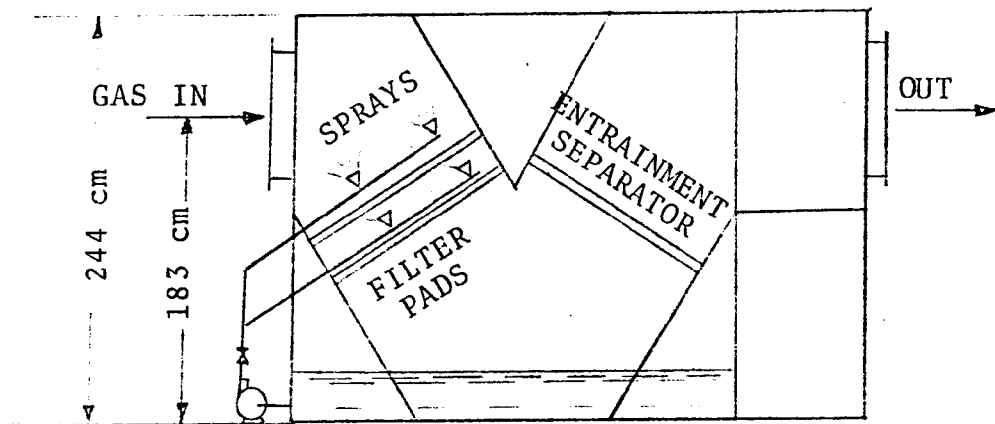 GAS IN
SPRAYS
ENTRAINMENT
SEPARATOR
OUT
244 cm
183 cm
FILTER
PADS